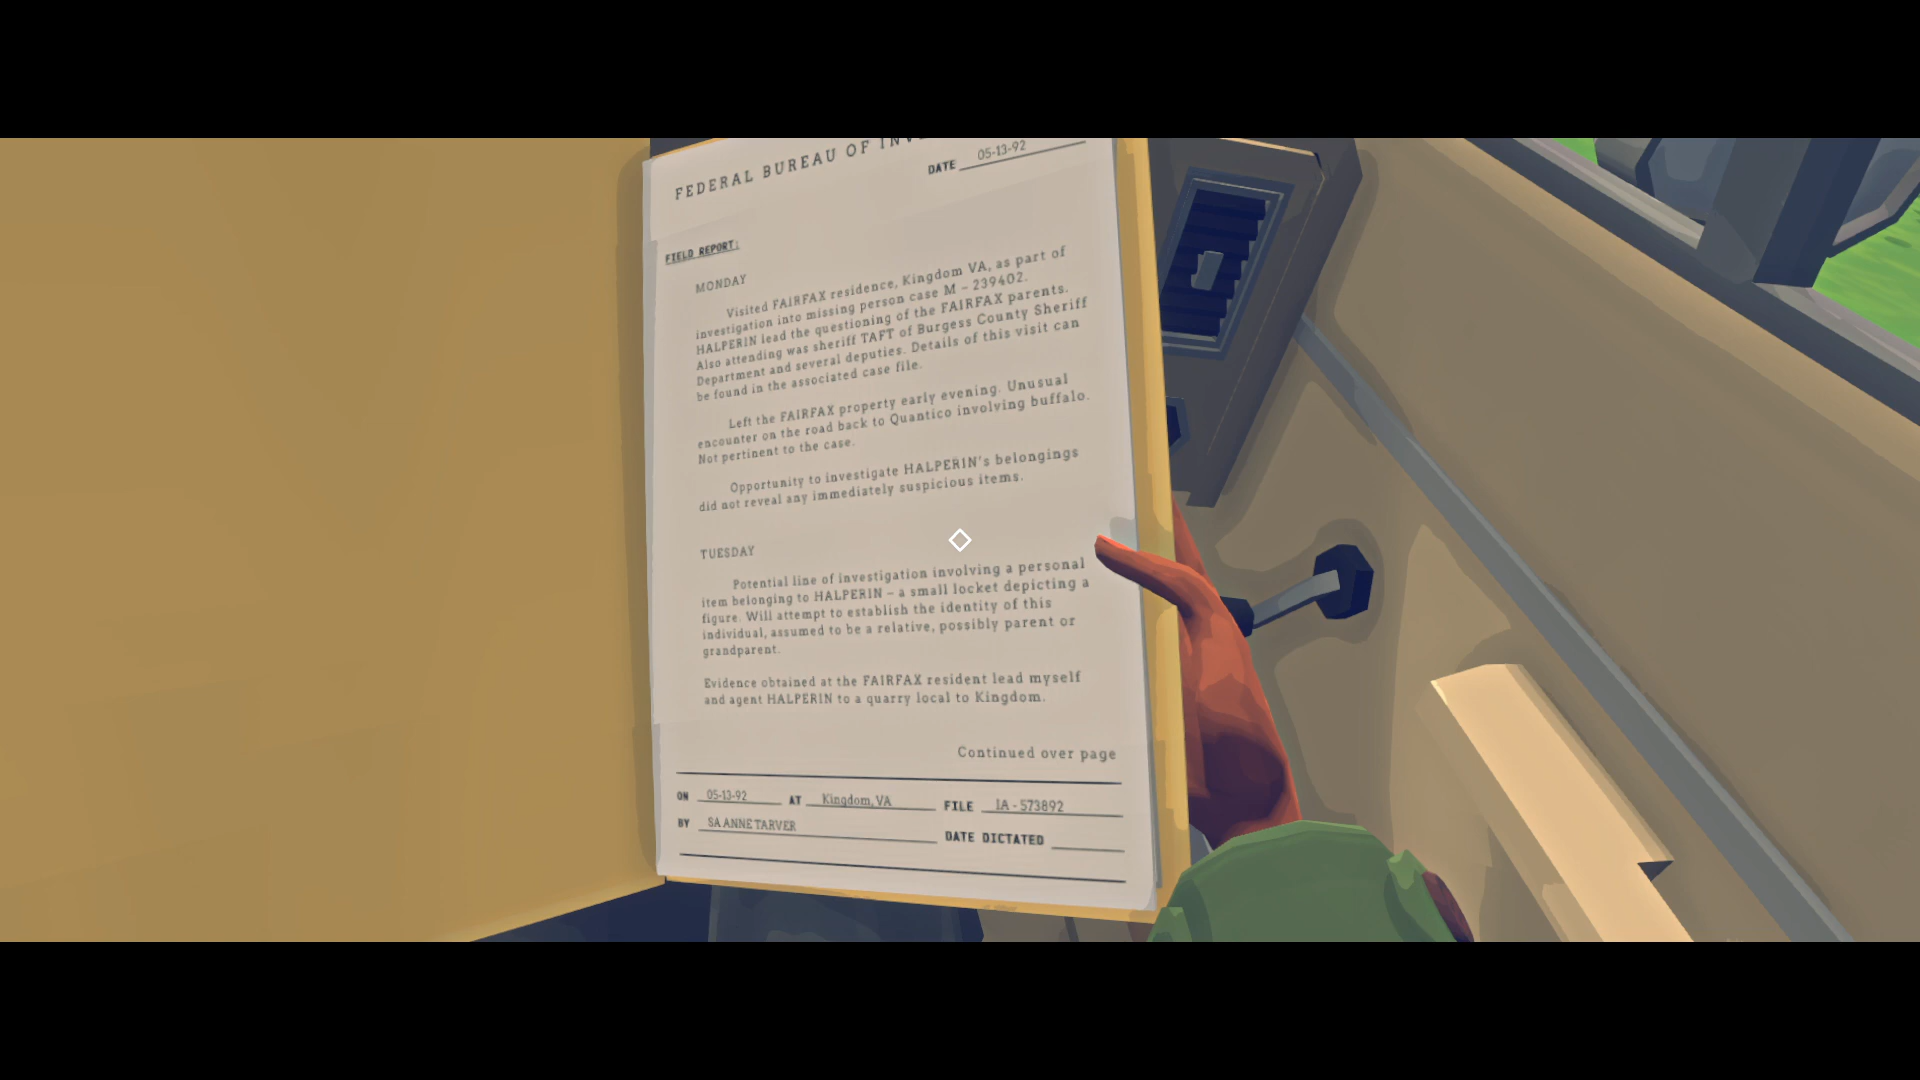 FEDERAL BUREAU OF
DATE 05-13-92
FIELD REPORT:
MONDAY
Visited FAIRFAX residence, Kingdom VA, as part of
investigation into missing person case M - 239402.
HALPERIN lead the questioning of the FAIRFAX parents.
Also attending was sheriff TAFT of Burgess County Sheriff
Department and several deputies. Details of this visit can
be found in the associated case file.
Left the FAIRFAX property early evening. Unusual
encounter on the road back to Quantico involving buffalo.
Not pertinent to the case.
Opportunity to investigate HALPERIN's belongings
did not reveal any immediately suspicious items.
TUESDAY
Potential line of investigation involving a personal
item belonging to HALPERIN – a small locket depicting a
figure. Will attempt to establish the identity of this
individual, assumed to be a relative, possibly parent or
grandparent.
Evidence obtained at the FAIRFAX resident lead myself
and agent HALPERIN to a quarry local to Kingdom.
Continued over page
ON 05-13-92 AT Kingdom, VA FILE 1A - 573892
BY SA ANNE TARVER DATE DICTATED